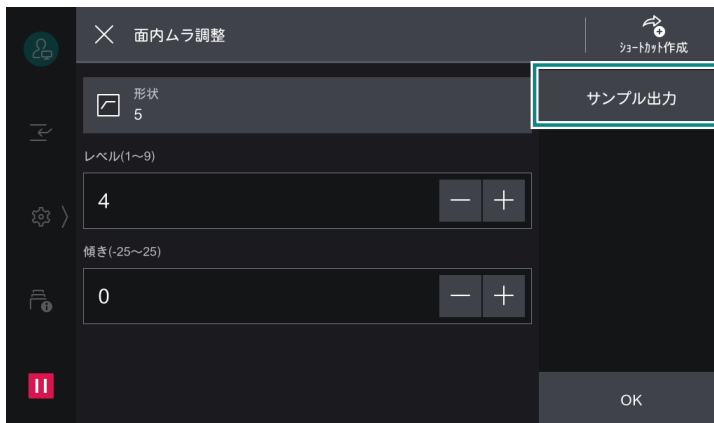 面内ムラ調整
ショートカット作成
形状
5
サンプル出力
レベル(1〜9)
4
傾き(-25〜25)
0
OK